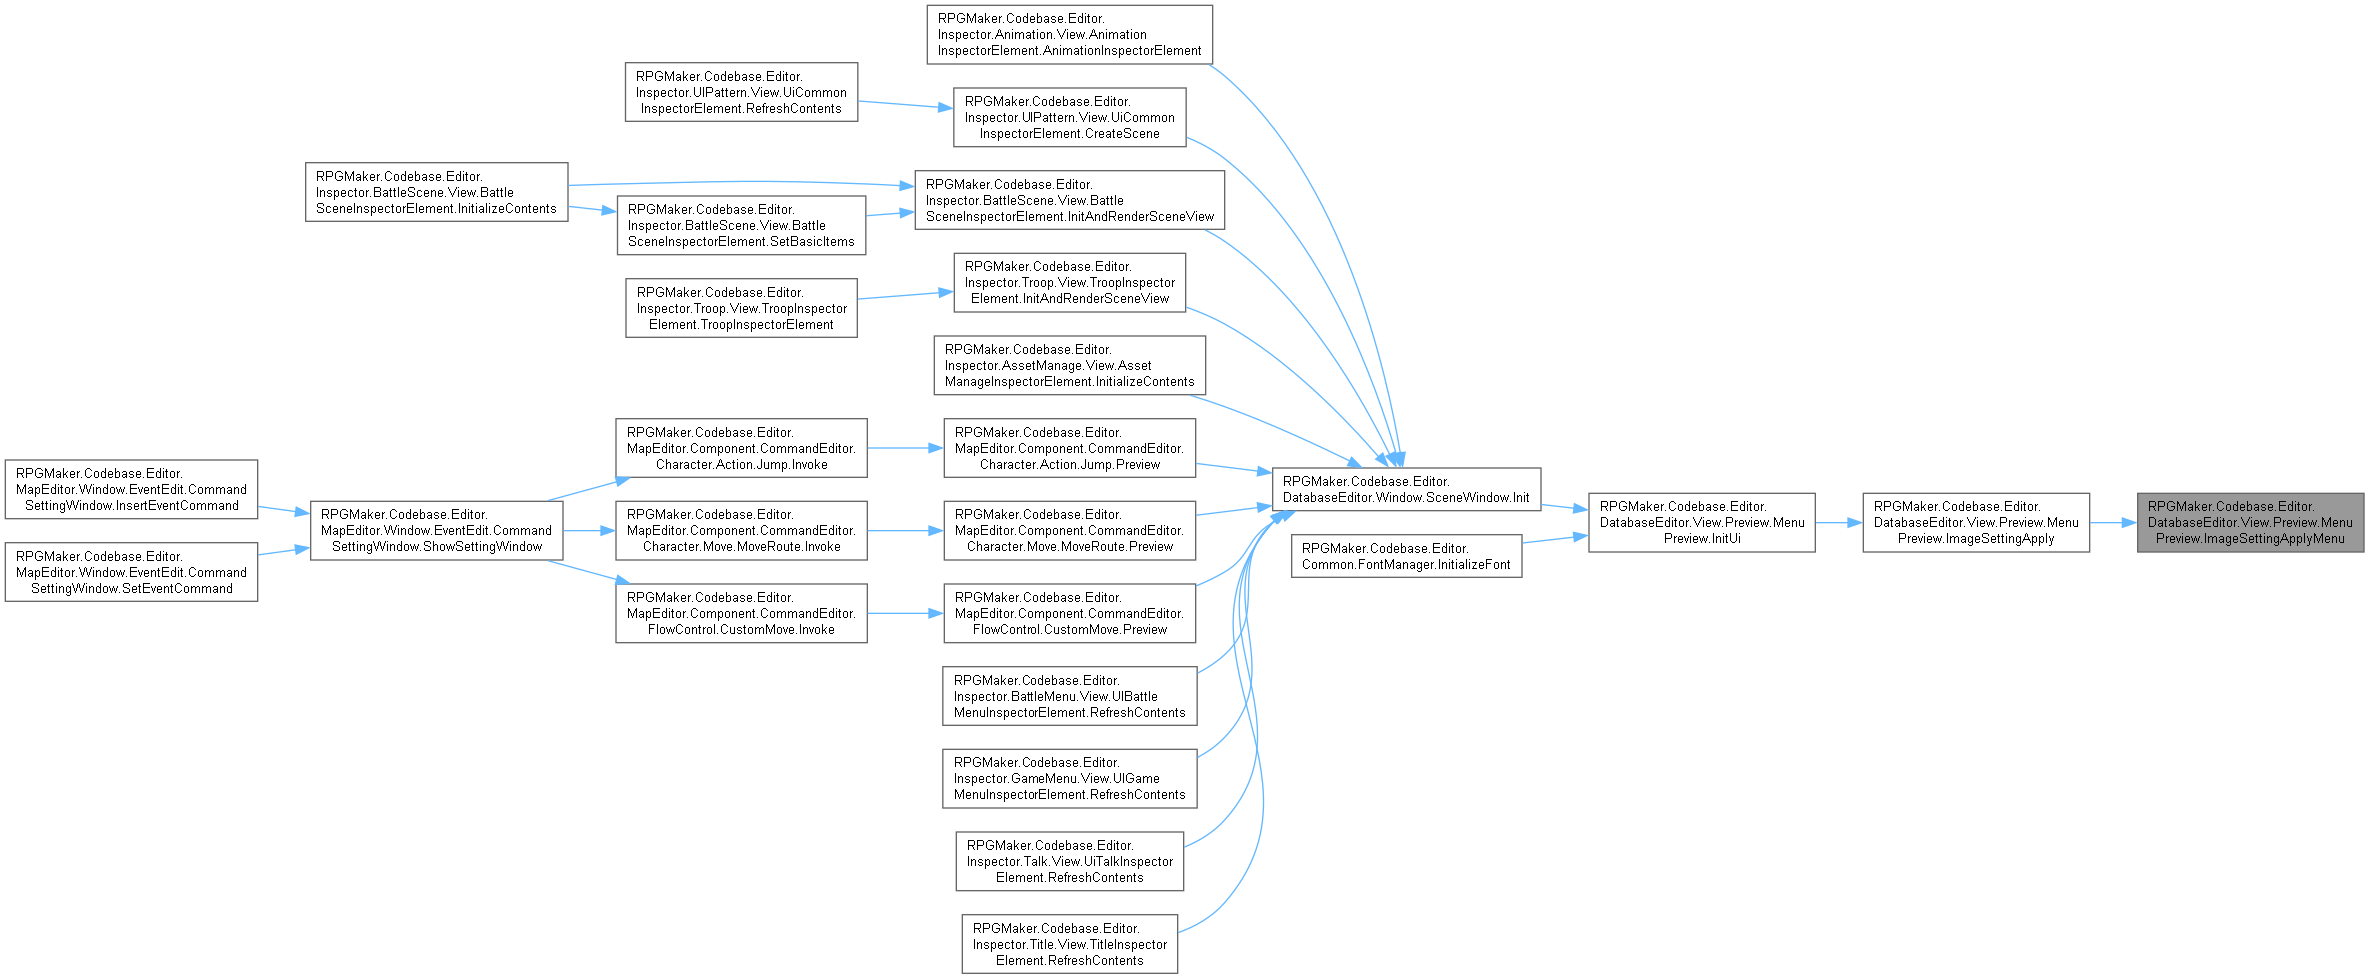 RPGMaker.Codebase.Editor.
Inspector.Animation.View.Animation
InspectorElement.AnimationInspectorElement
RPGMaker.Codebase.Editor.
Inspector.UIPattern.View.UiCommon
InspectorElement.RefreshContents
RPGMaker.Codebase.Editor.
Inspector.UIPattern.View.UiCommon
InspectorElement.CreateScene
RPGMaker.Codebase.Editor.
Inspector.BattleScene.View.Battle
SceneInspectorElement.InitializeContents
RPGMaker.Codebase.Editor.
Inspector.BattleScene.View.Battle
SceneInspectorElement.SetBasicItems
RPGMaker.Codebase.Editor.
Inspector.BattleScene.View.Battle
SceneInspectorElement.InitAndRenderSceneView
RPGMaker.Codebase.Editor.
Inspector.Troop.View.TroopInspector
Element.TroopInspectorElement
RPGMaker.Codebase.Editor.
Inspector.Troop.View.TroopInspector
Element.InitAndRenderSceneView
RPGMaker.Codebase.Editor.
Inspector.AssetManage.View.Asset
ManageInspectorElement.InitializeContents
RPGMaker.Codebase.Editor.
MapEditor.Window.EventEdit.Command
SettingWindow.InsertEventCommand
RPGMaker.Codebase.Editor.
MapEditor.Window.EventEdit.Command
SettingWindow.SetEventCommand
RPGMaker.Codebase.Editor.
MapEditor.Window.EventEdit.Command
SettingWindow.ShowSettingWindow
RPGMaker.Codebase.Editor.
MapEditor.Component.CommandEditor.
Character.Action.Jump.Invoke
RPGMaker.Codebase.Editor.
MapEditor.Component.CommandEditor.
Character.Action.Jump.Preview
RPGMaker.Codebase.Editor.
MapEditor.Component.CommandEditor.
Character.Move.MoveRoute.Invoke
RPGMaker.Codebase.Editor.
MapEditor.Component.CommandEditor.
Character.Move.MoveRoute.Preview
RPGMaker.Codebase.Editor.
MapEditor.Component.CommandEditor.
FlowControl.CustomMove.Invoke
RPGMaker.Codebase.Editor.
MapEditor.Component.CommandEditor.
FlowControl.CustomMove.Preview
RPGMaker.Codebase.Editor.
Inspector.BattleMenu.View.UIBattle
MenuInspectorElement.RefreshContents
RPGMaker.Codebase.Editor.
Inspector.GameMenu.View.UIGame
MenuInspectorElement.RefreshContents
RPGMaker.Codebase.Editor.
Inspector.Talk.View.UiTalkInspector
Element.RefreshContents
RPGMaker.Codebase.Editor.
Inspector.Title.View.TitleInspector
Element.RefreshContents
RPGMaker.Codebase.Editor.
DatabaseEditor.Window.SceneWindow.Init
RPGMaker.Codebase.Editor.
Common.FontManager.InitializeFont
RPGMaker.Codebase.Editor.
DatabaseEditor.View.Preview.Menu
Preview.InitUi
RPGMaker.Codebase.Editor.
DatabaseEditor.View.Preview.Menu
Preview.ImageSettingApply
RPGMaker.Codebase.Editor.
DatabaseEditor.View.Preview.Menu
Preview.ImageSettingApplyMenu